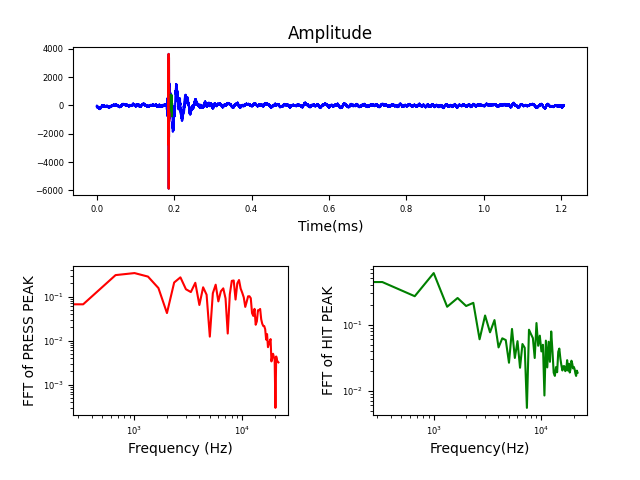 Amplitude
4000
2000
0
−2000
−4000
−6000
0.0 0.2 0.4 0.6 0.8 1.0 1.2
Time(ms)
FFT of PRESS PEAK
10⁻¹
10⁻²
10⁻³
10³ 10⁴
Frequency (Hz)
FFT of HIT PEAK
10⁻¹
10⁻²
10³ 10⁴
Frequency(Hz)